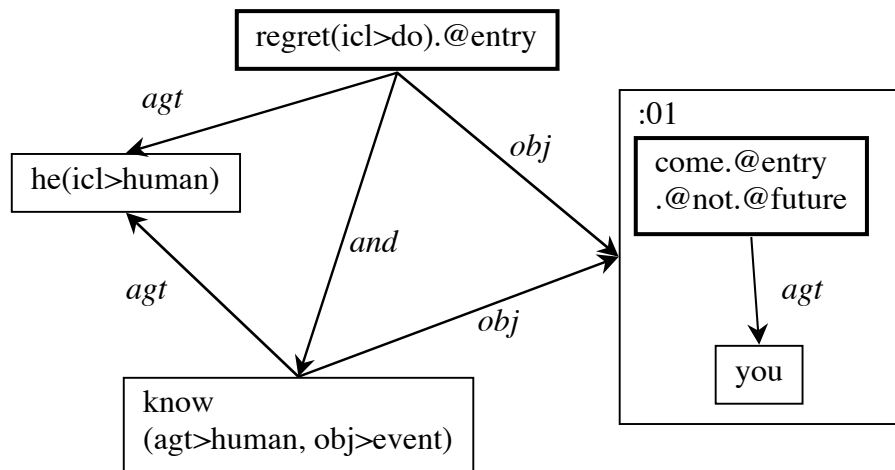 regret(icl>do).@entry
agt
obj
:01
come.@entry
.@not.@future
he(icl>human)
and
agt
obj
agt
you
know
(agt>human, obj>event)